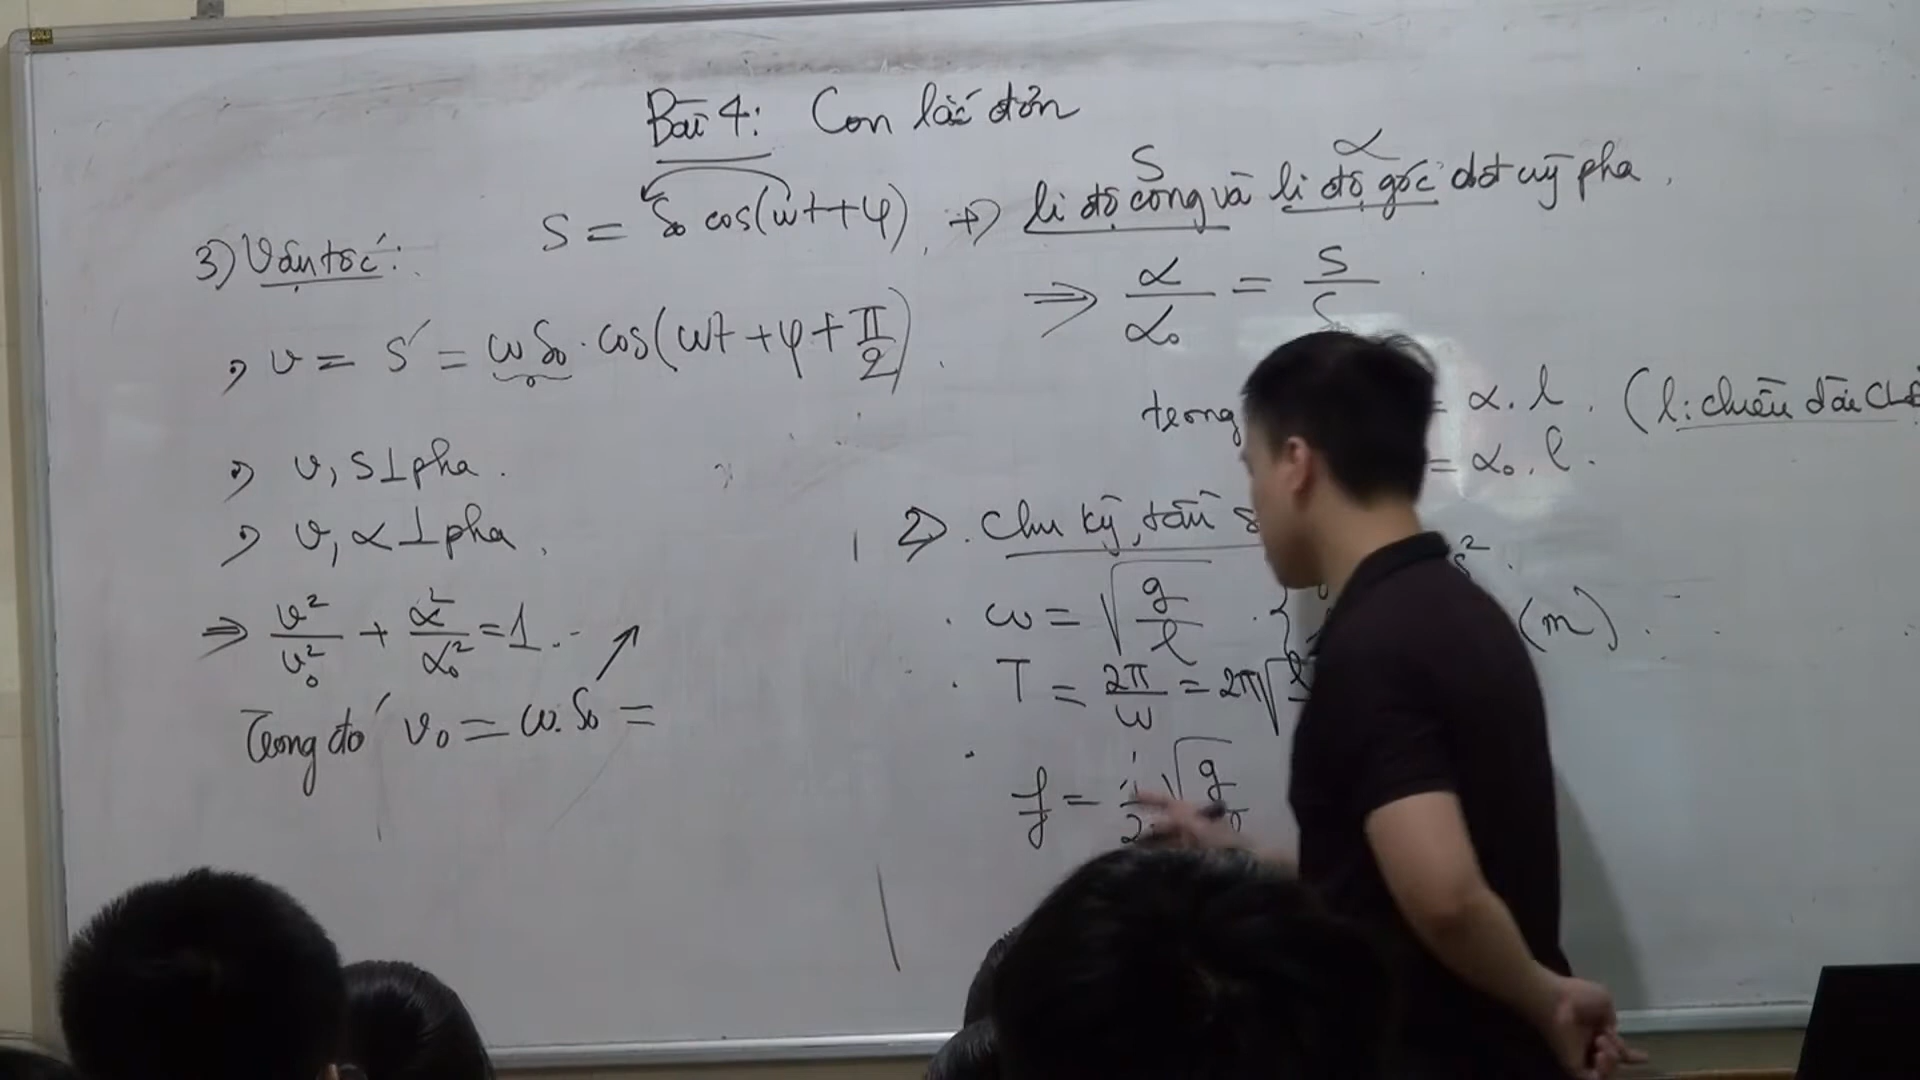 Bài 4: Con lắc đơn
S = S₀ cos(ωt+φ)
3) Vận tốc:
, v = S' = ωS₀ . cos(ωt + φ + π/2)
, v, S ⊥ pha.
, v, α ⊥ pha,
⇒ v²/v₀² + α²/α₀² = 1.
Trong đó v₀ = ω.S₀ =
S α
+) li độ cong và li độ góc dđ cùng pha.
⇒ α/α₀ = S/S
trong = α.l. (l: chiều dài
= α₀.l.
2). Chu kỳ, tần s
. ω = √(g/l) . { (m).
. T = 2π/ω = 2π√
. f = √(g